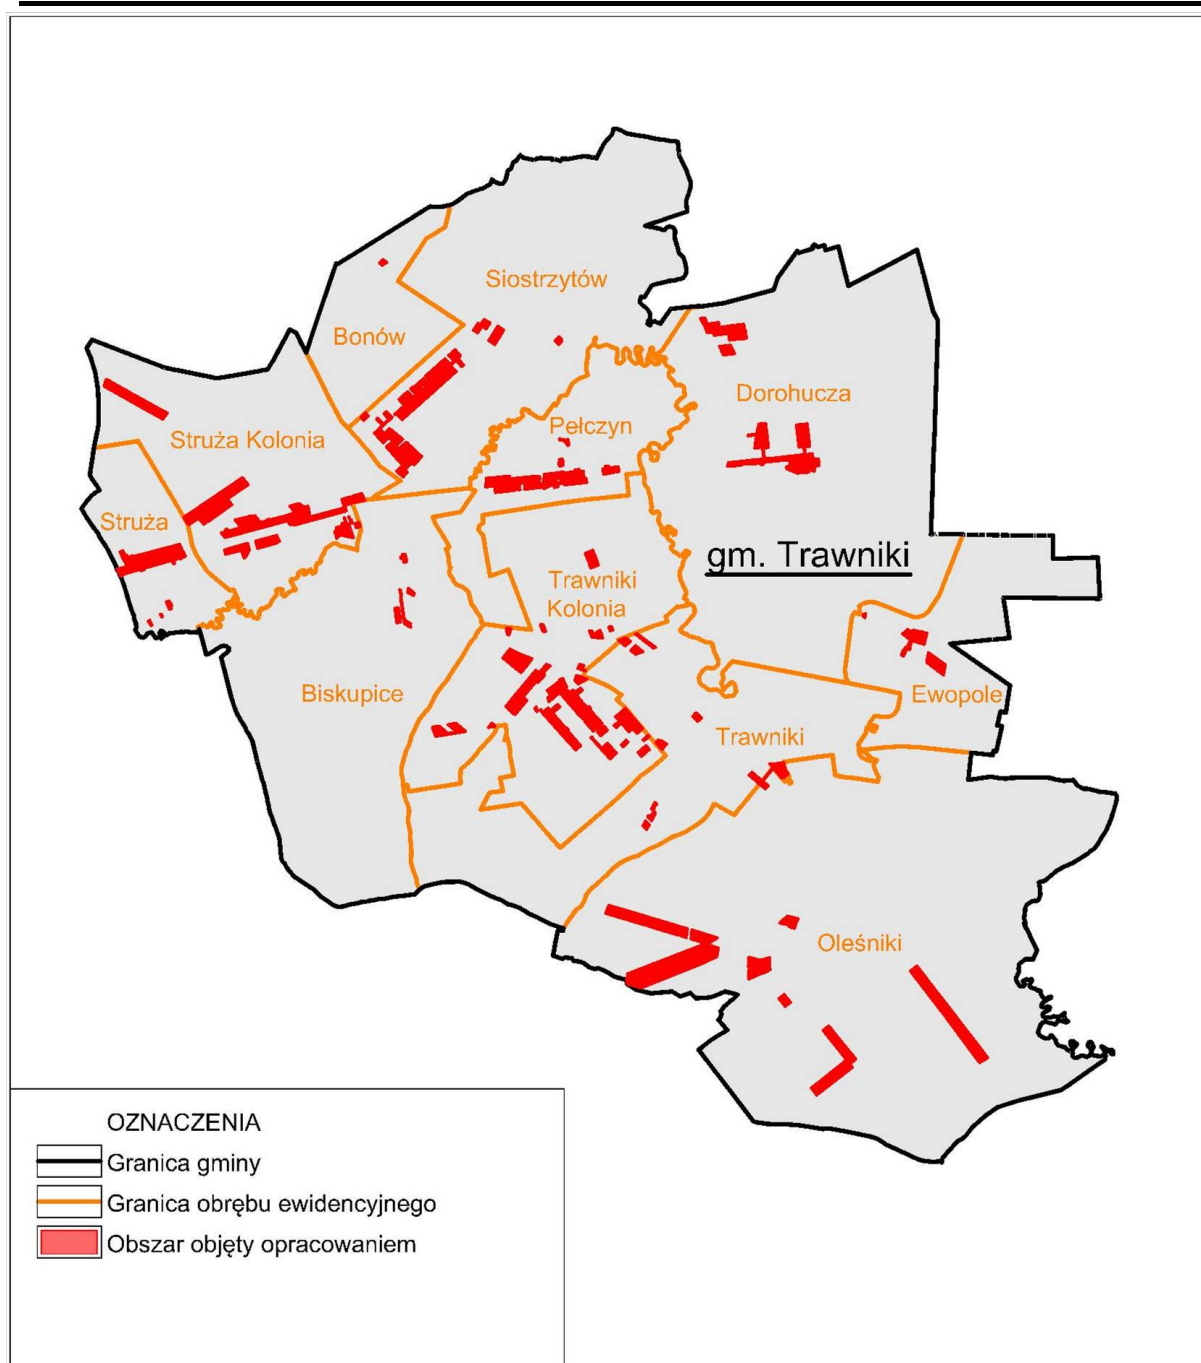 Siostrzytów
Bonów
Dorohucza
Pełczyn
Struża Kolonia
Struża
gm. Trawniki
Trawniki
Kolonia
Biskupice
Ewopole
Trawniki
Oleśniki
OZNACZENIA
Granica gminy
Granica obrębu ewidencyjnego
Obszar objęty opracowaniem